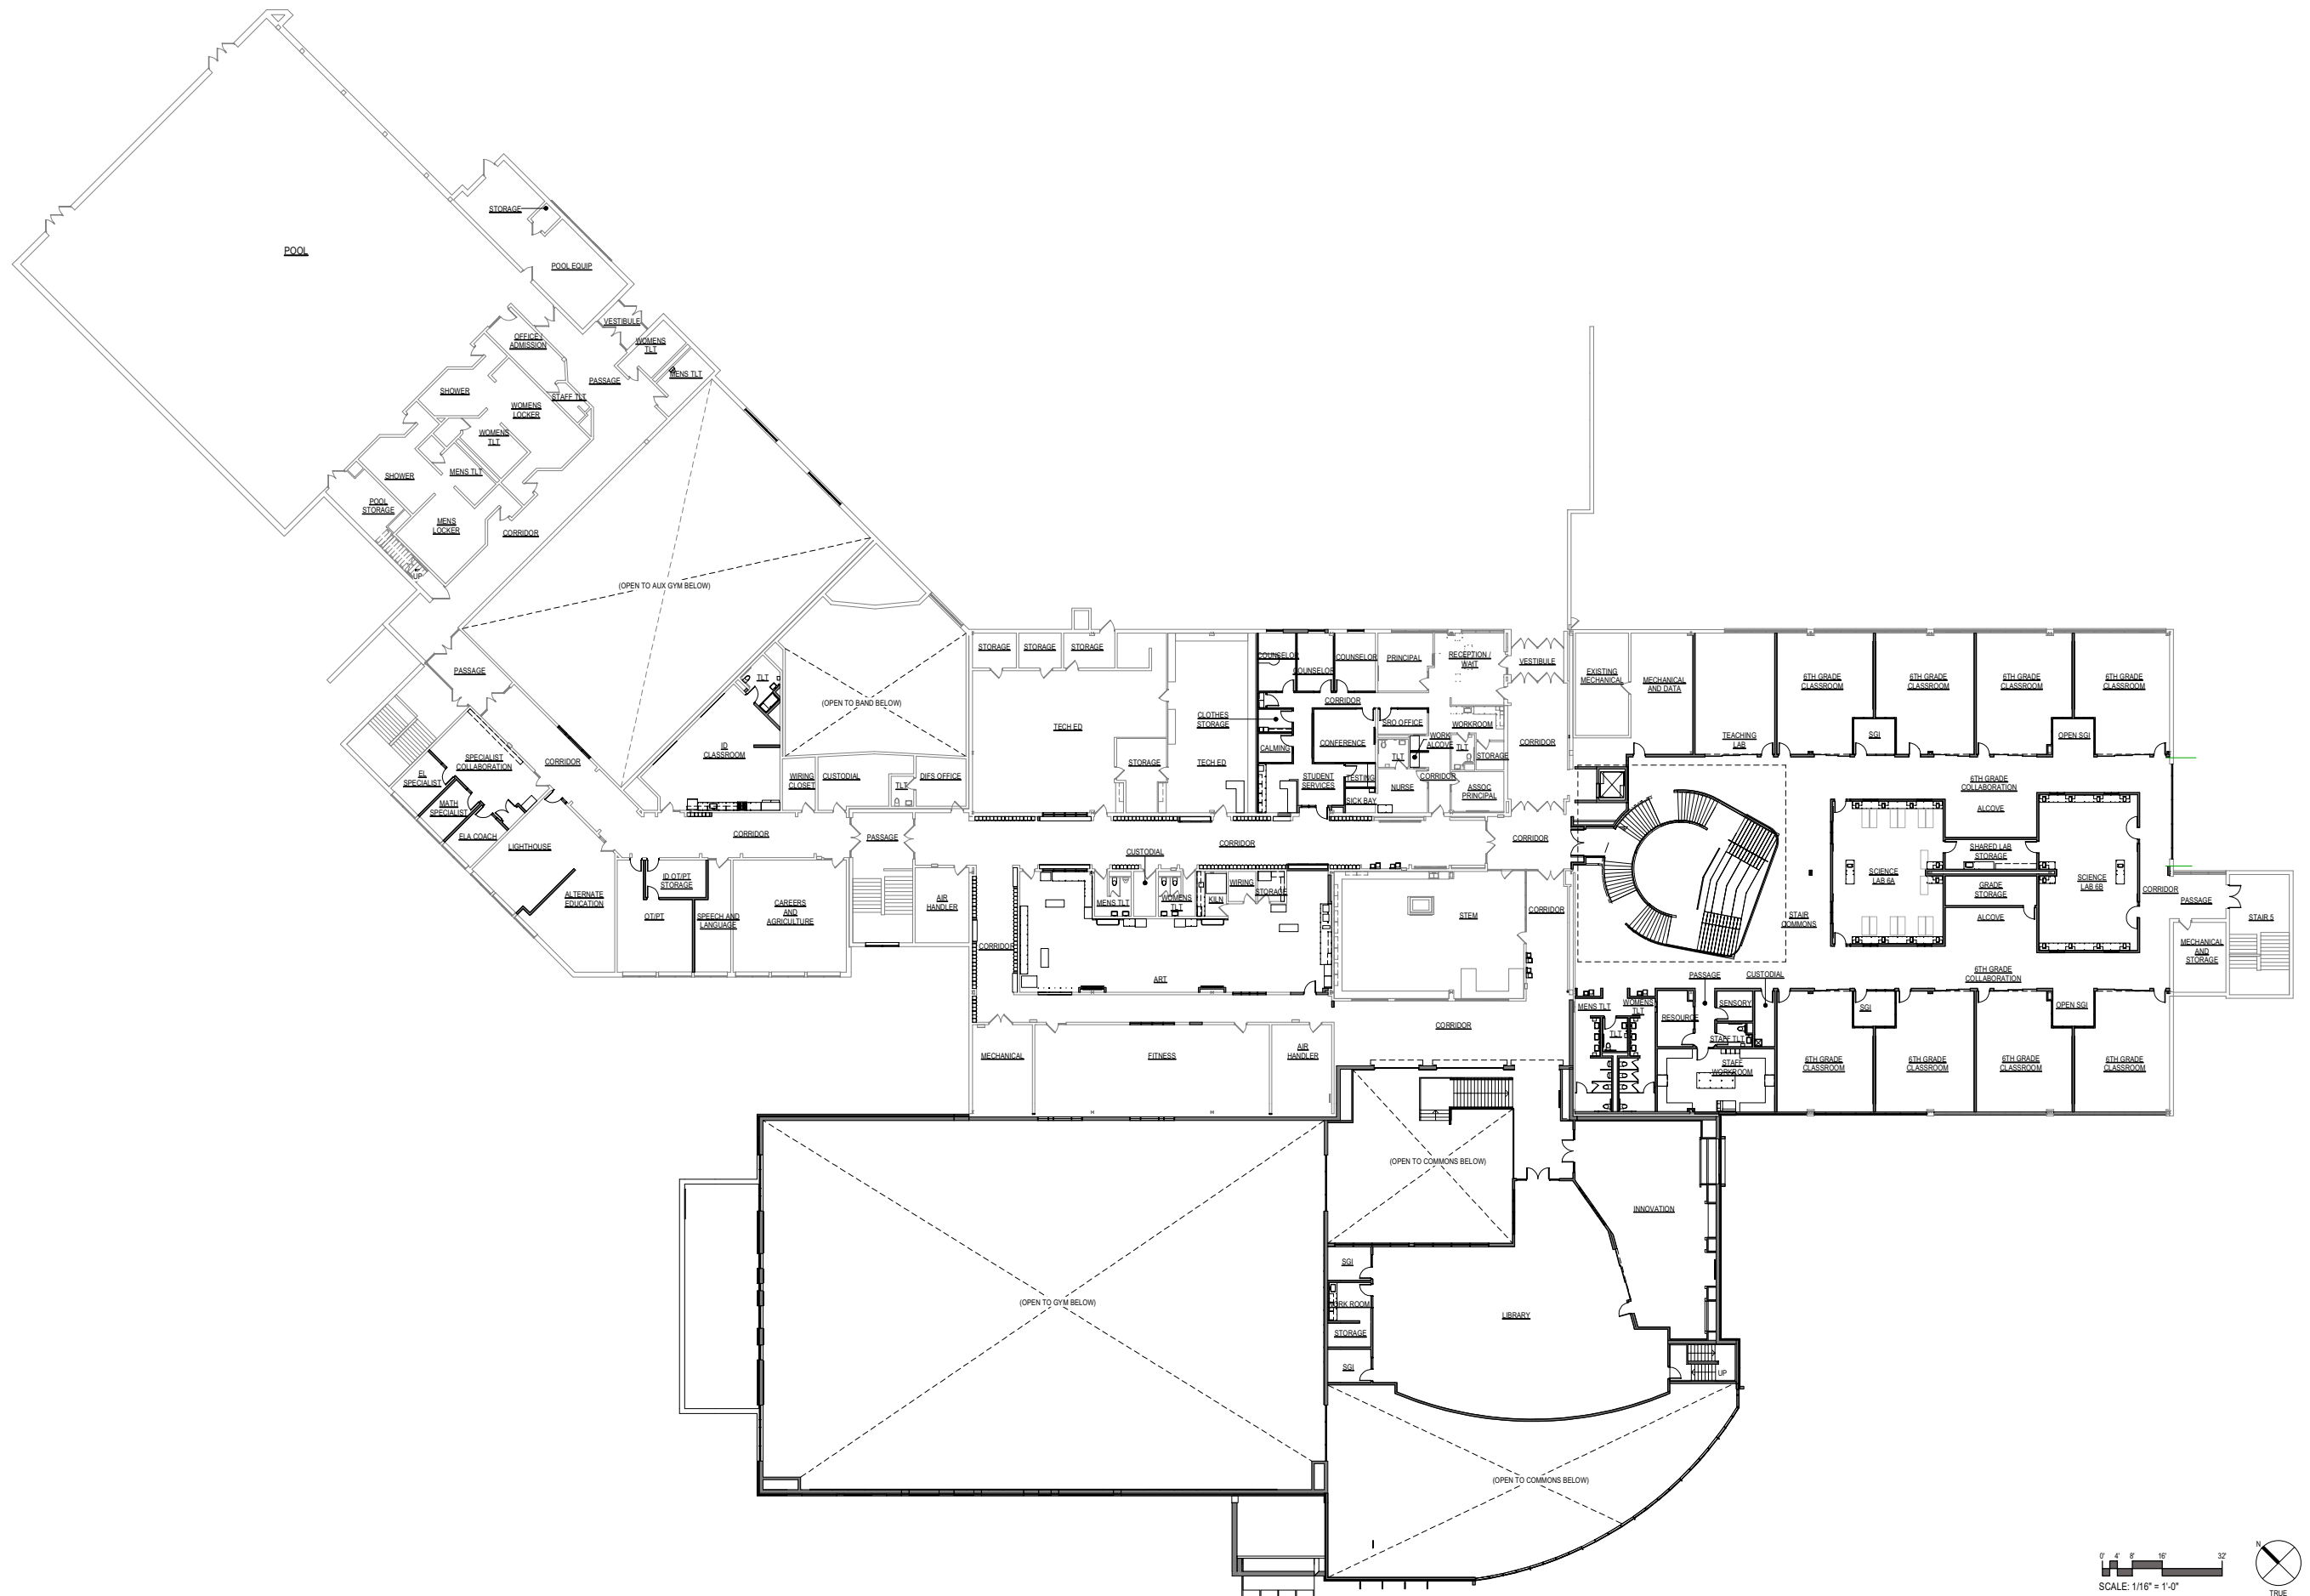 POOL
STORAGE
POOL EQUIP
VESTIBULE
WOMENS
TLT
MENS TLT
OFFICE /
ADMISSION
PASSAGE
STAFF TLT
SHOWER
WOMENS
LOCKER
WOMENS
TLT
MENS TLT
SHOWER
POOL
STORAGE
MENS
LOCKER
CORRIDOR
UP
(OPEN TO AUX GYM BELOW)
PASSAGE
SPECIALIST
COLLABORATION
EL
SPECIALIST
MATH
SPECIALIST
ELA COACH
LIGHTHOUSE
ALTERNATE
EDUCATION
CORRIDOR
TLT
ID
CLASSROOM
(OPEN TO BAND BELOW)
WIRING
CLOSET
CUSTODIAL
TLT
DIFS OFFICE
CORRIDOR
PASSAGE
ID OT/PT
STORAGE
OT/PT
SPEECH AND
LANGUAGE
CAREERS
AND
AGRICULTURE
AIR
HANDLER
STORAGE
STORAGE
STORAGE
TECH ED
STORAGE
TECH ED
COUNSELOR
COUNSELOR
COUNSELOR
PRINCIPAL
RECEPTION /
WAIT
VESTIBULE
CORRIDOR
CLOTHES
STORAGE
CALMING
CONFERENCE
SRO OFFICE
WORK
ALCOVE
WORKROOM
TLT
TLT
STORAGE
CORRIDOR
STUDENT
SERVICES
TESTING
SICK BAY
NURSE
CORRIDOR
ASSOC
PRINCIPAL
CORRIDOR
CORRIDOR
CUSTODIAL
MENS TLT
WOMENS
TLT
KILN
WIRING
STORAGE
CORRIDOR
ART
STEM
CORRIDOR
MECHANICAL
FITNESS
AIR
HANDLER
CORRIDOR
EXISTING
MECHANICAL
MECHANICAL
AND DATA
TEACHING
LAB
6TH GRADE
CLASSROOM
6TH GRADE
CLASSROOM
6TH GRADE
CLASSROOM
6TH GRADE
CLASSROOM
SGI
OPEN SGI
6TH GRADE
COLLABORATION
ALCOVE
SHARED LAB
STORAGE
SCIENCE
LAB 6A
GRADE
STORAGE
SCIENCE
LAB 6B
ALCOVE
STAIR
COMMONS
CORRIDOR
PASSAGE
STAIR 5
MECHANICAL
AND
STORAGE
6TH GRADE
COLLABORATION
PASSAGE
CUSTODIAL
MENS TLT
WOMENS
TLT
TLT
RESOURCE
SENSORY
STAFF TLT
STAFF
WORKROOM
SGI
OPEN SGI
6TH GRADE
CLASSROOM
6TH GRADE
CLASSROOM
6TH GRADE
CLASSROOM
6TH GRADE
CLASSROOM
(OPEN TO COMMONS BELOW)
INNOVATION
(OPEN TO GYM BELOW)
SGI
WORK ROOM
STORAGE
SGI
LIBRARY
UP
(OPEN TO COMMONS BELOW)
0' 4' 8' 16' 32'
SCALE: 1/16" = 1'-0"
N
TRUE